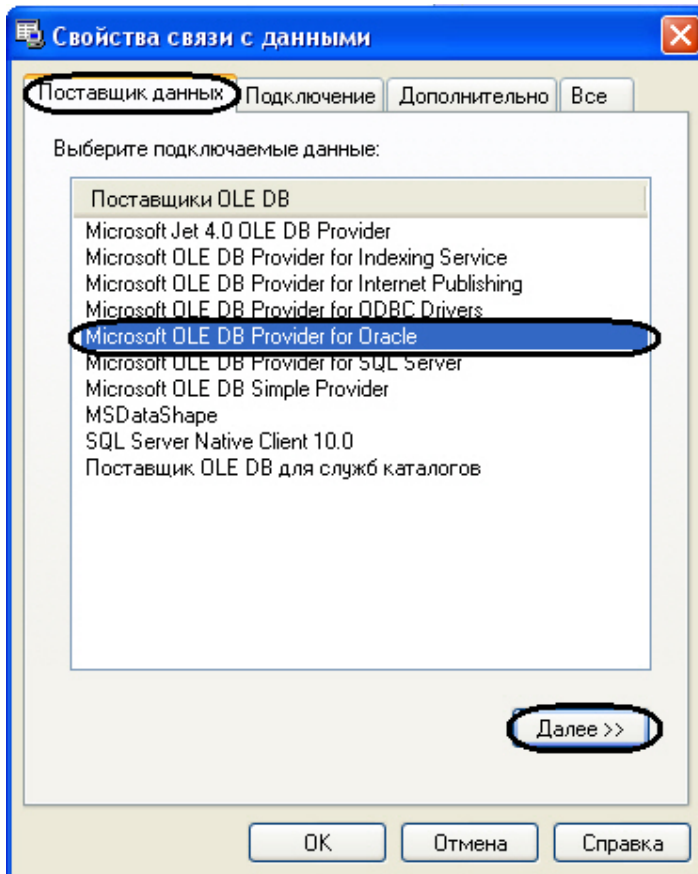 Свойства связи с данными
Поставщик данных Подключение Дополнительно Все
Выберите подключаемые данные:
Поставщики OLE DB
Microsoft Jet 4.0 OLE DB Provider
Microsoft OLE DB Provider for Indexing Service
Microsoft OLE DB Provider for Internet Publishing
Microsoft OLE DB Provider for ODBC Drivers
Microsoft OLE DB Provider for Oracle
Microsoft OLE DB Provider for SQL Server
Microsoft OLE DB Simple Provider
MSDataShape
SQL Server Native Client 10.0
Поставщик OLE DB для служб каталогов
Далее >>
ОК Отмена Справка